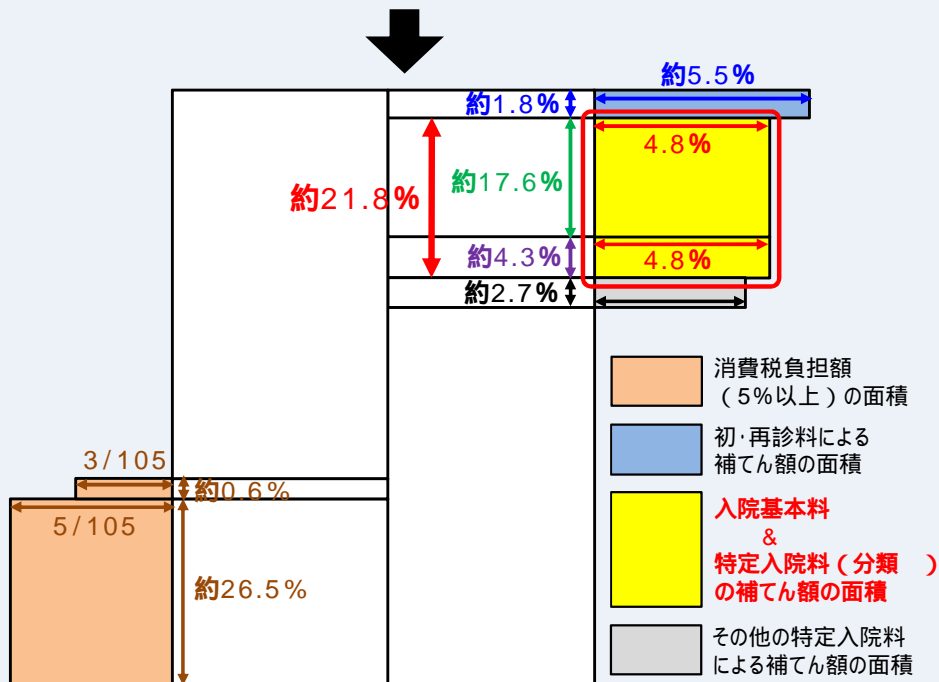 約5.5%
約1.8%
4.8%
約17.6%
約21.8%
約4.3%
4.8%
約2.7%
消費税負担額
(5%以上)の面積
初・再診料による
補てん額の面積
3/105
約0.6%
5/105
入院基本料
&
特定入院料(分類 )
の補てん額の面積
約26.5%
その他の特定入院料
による補てん額の面積